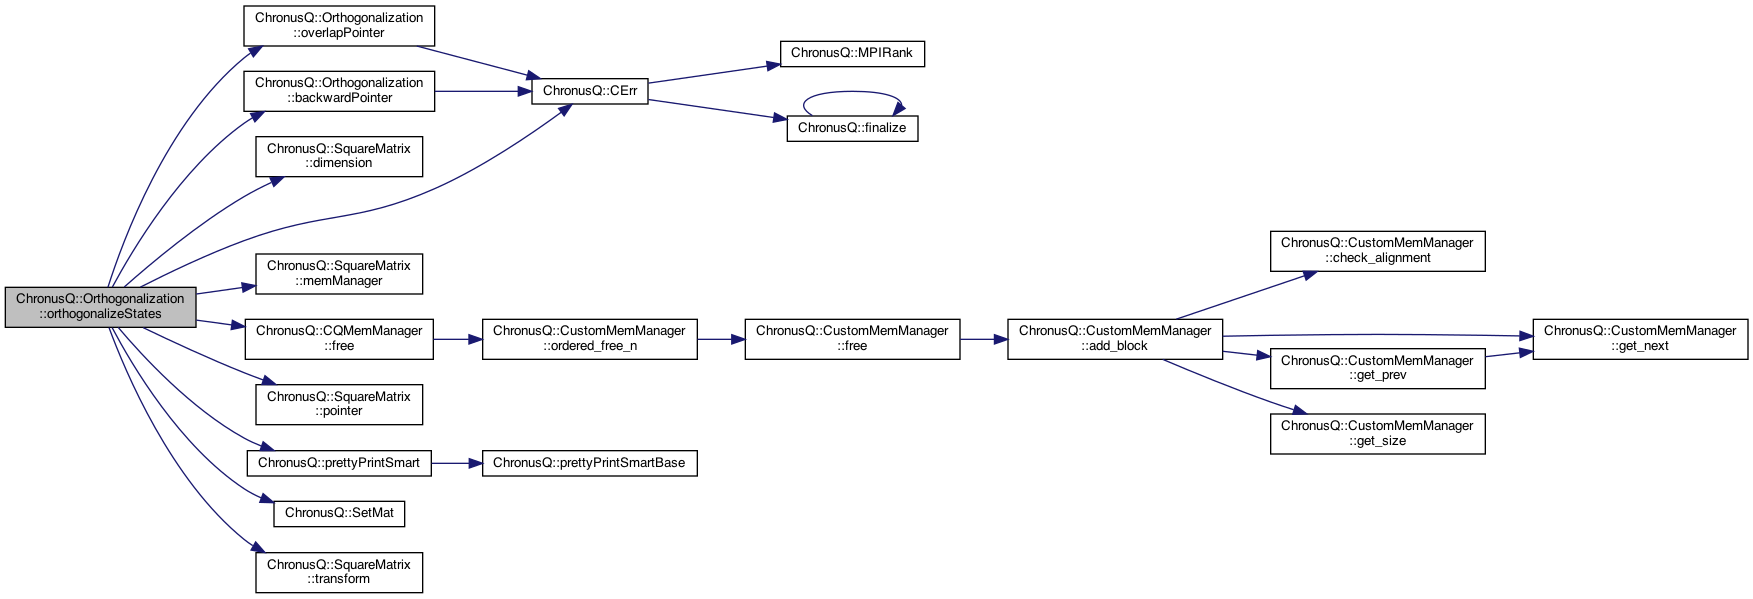 ChronusQ::Orthogonalization
::orthogonalizeStates
ChronusQ::Orthogonalization
::overlapPointer
ChronusQ::Orthogonalization
::backwardPointer
ChronusQ::SquareMatrix
::dimension
ChronusQ::CErr
ChronusQ::MPIRank
ChronusQ::finalize
ChronusQ::SquareMatrix
::memManager
ChronusQ::CQMemManager
::free
ChronusQ::CustomMemManager
::ordered_free_n
ChronusQ::CustomMemManager
::free
ChronusQ::CustomMemManager
::add_block
ChronusQ::CustomMemManager
::check_alignment
ChronusQ::CustomMemManager
::get_next
ChronusQ::CustomMemManager
::get_prev
ChronusQ::CustomMemManager
::get_size
ChronusQ::SquareMatrix
::pointer
ChronusQ::prettyPrintSmart
ChronusQ::prettyPrintSmartBase
ChronusQ::SetMat
ChronusQ::SquareMatrix
::transform